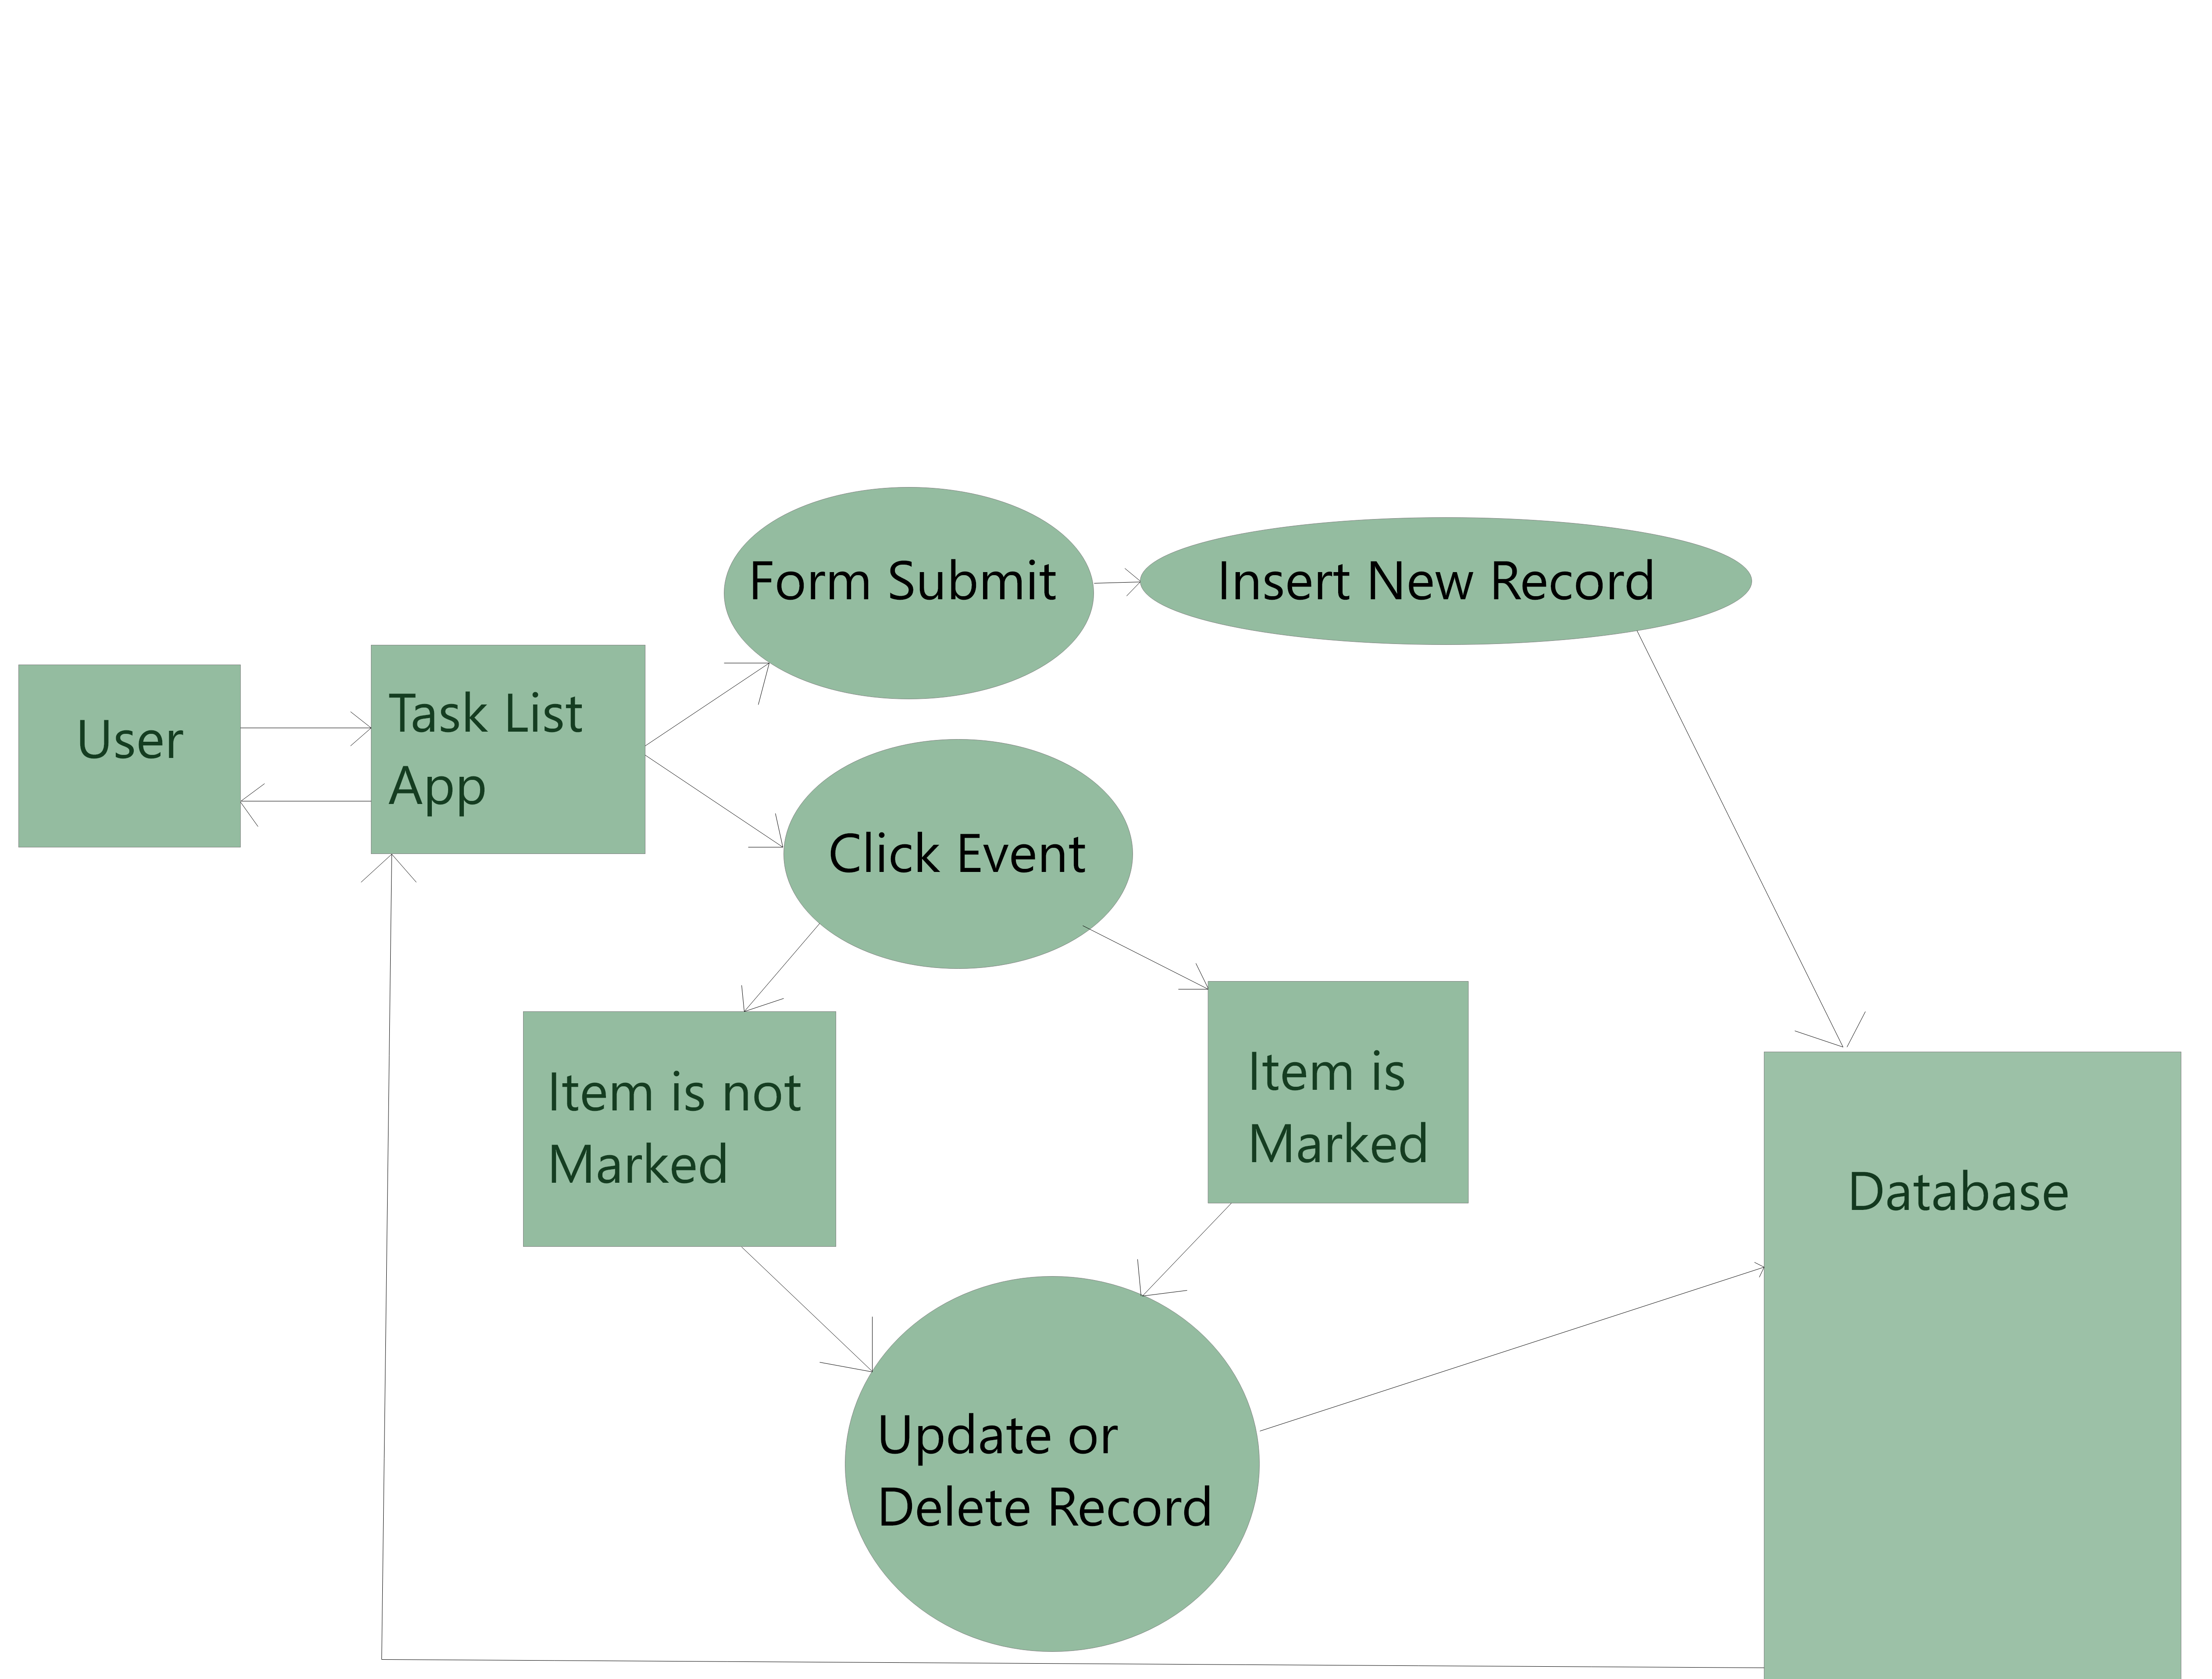 Form Submit
Insert New Record
User
Task List
App
Click Event
Item is not
Marked
Item is
Marked
Database
Update or
Delete Record